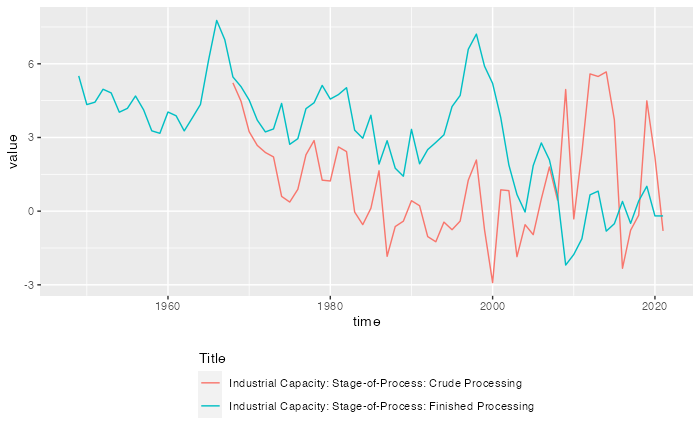 value
6
3
0
-3
1960
1980
2000
2020
time
Title
Industrial Capacity: Stage-of-Process: Crude Processing
Industrial Capacity: Stage-of-Process: Finished Processing